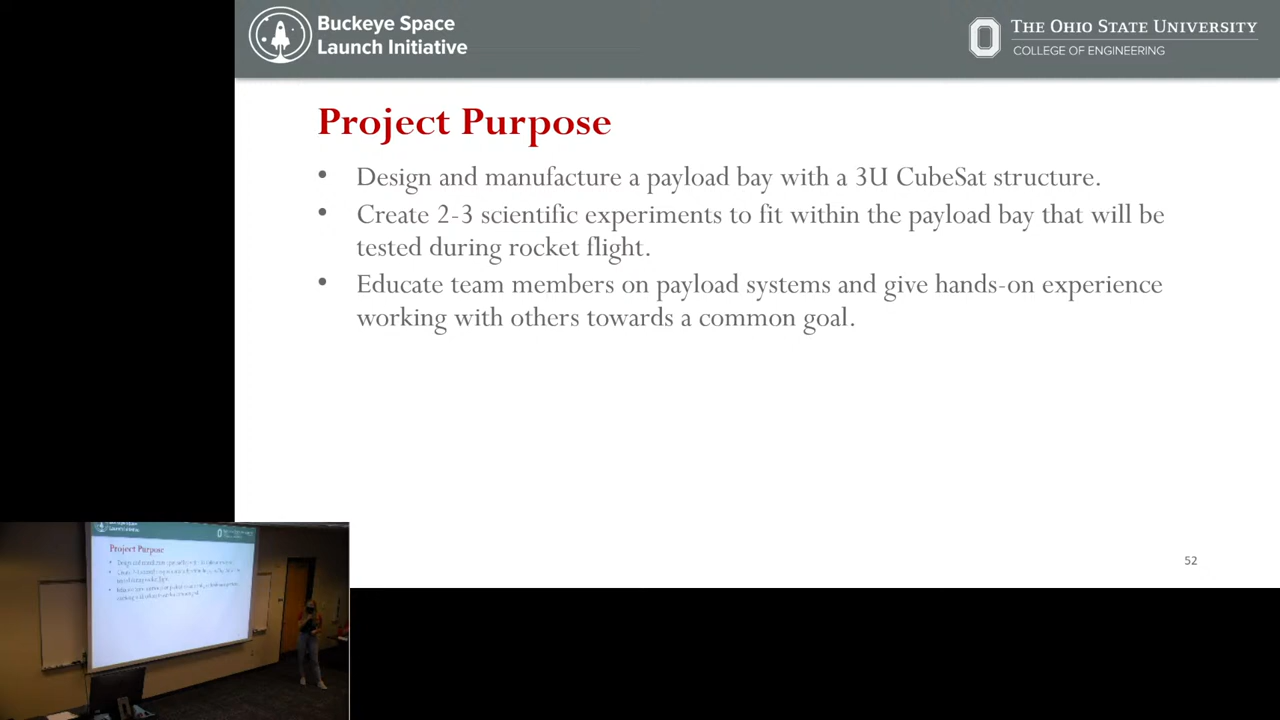 Buckeye Space
Launch Initiative
THE OHIO STATE UNIVERSITY
COLLEGE OF ENGINEERING
Project Purpose
• Design and manufacture a payload bay with a 3U CubeSat structure.
• Create 2-3 scientific experiments to fit within the payload bay that will be
tested during rocket flight.
• Educate team members on payload systems and give hands-on experience
working with others towards a common goal.
52
Project Purpose